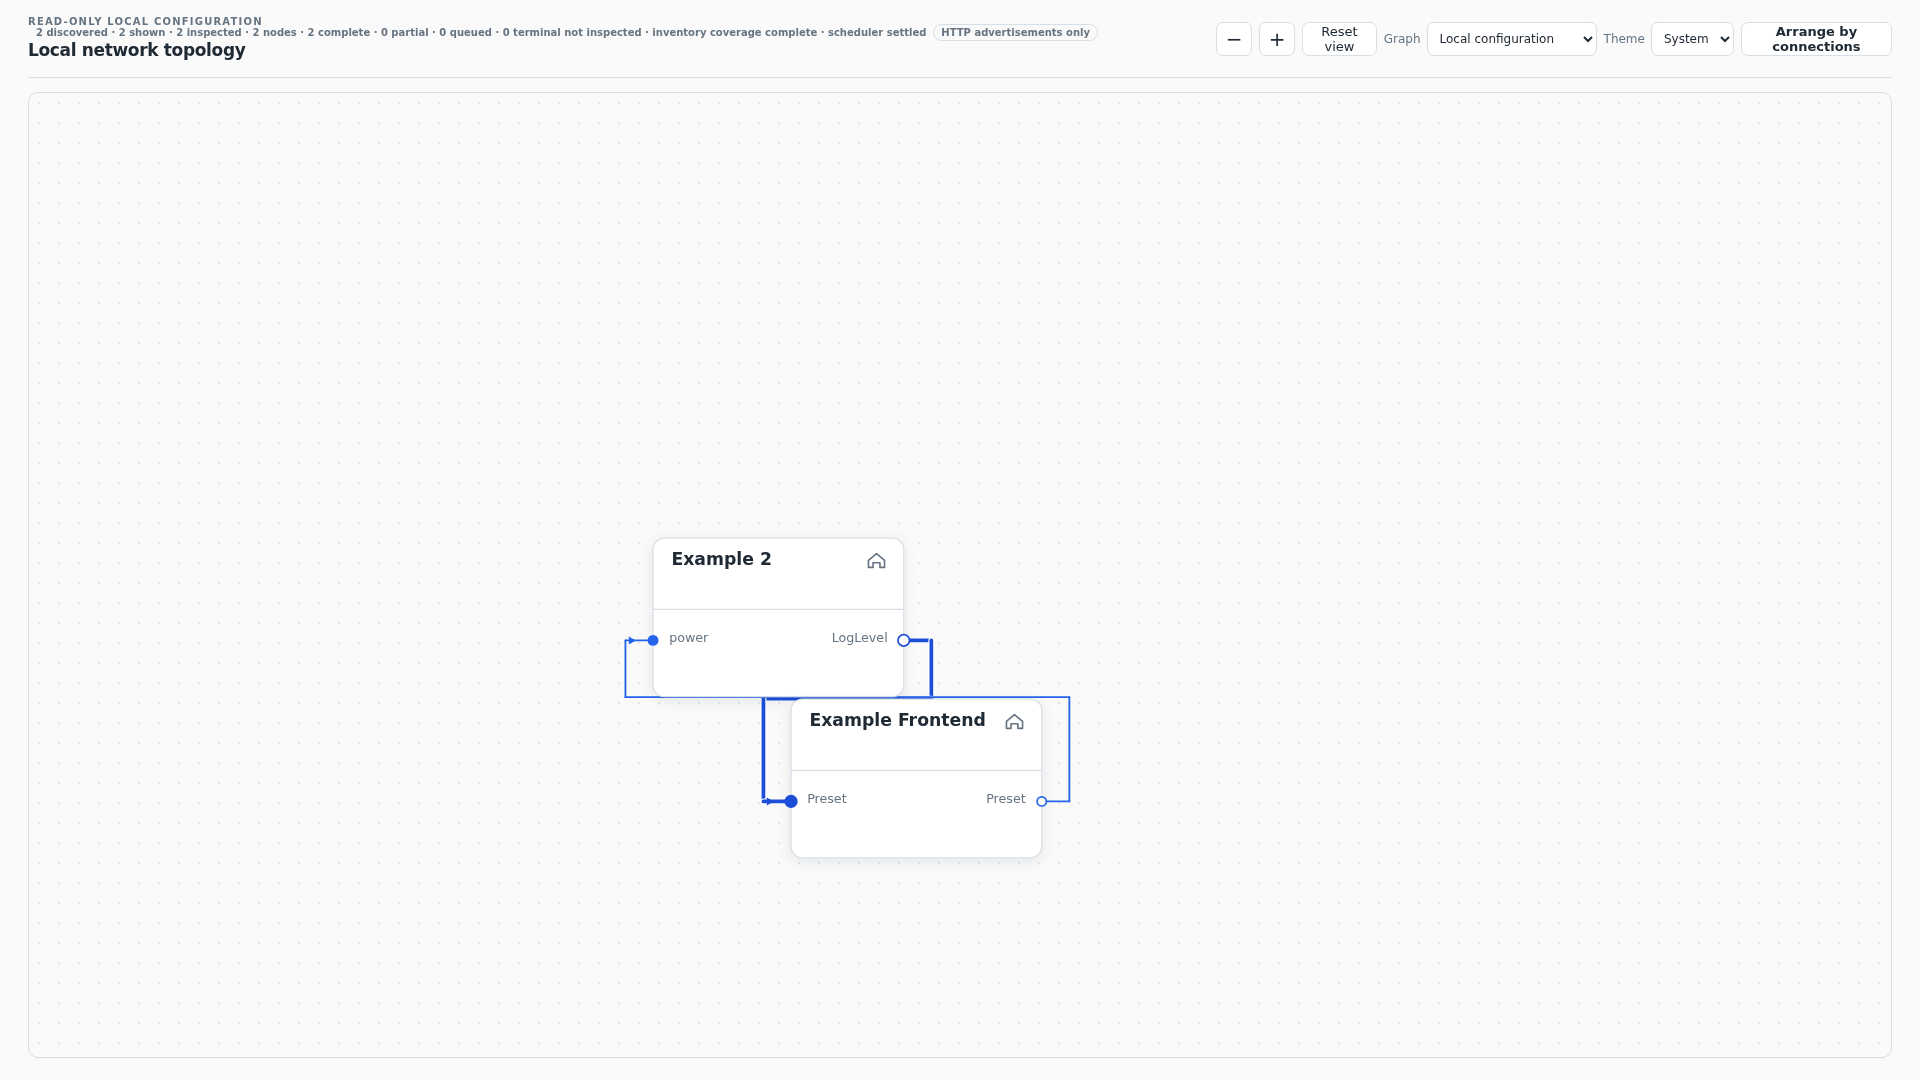 READ-ONLY LOCAL CONFIGURATION
2 discovered · 2 shown · 2 inspected · 2 nodes · 2 complete · 0 partial · 0 queued · 0 terminal not inspected · inventory coverage complete · scheduler settled HTTP advertisements only
Local network topology
− + Reset view Graph Local configuration Theme System Arrange by connections
Example 2
power LogLevel
Example Frontend
Preset Preset